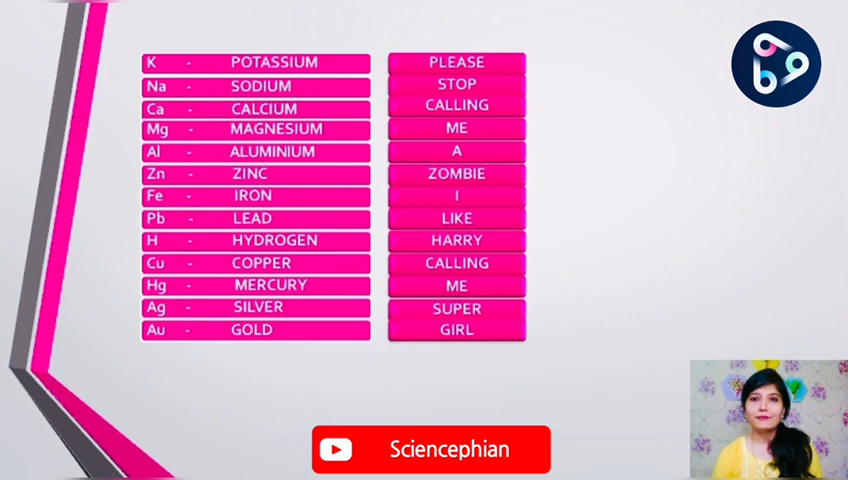 K - POTASSIUM PLEASE
Na - SODIUM STOP
Ca - CALCIUM CALLING
Mg - MAGNESIUM ME
Al - ALUMINIUM A
Zn - ZINC ZOMBIE
Fe - IRON I
Pb - LEAD LIKE
H - HYDROGEN HARRY
Cu - COPPER CALLING
Hg - MERCURY ME
Ag - SILVER SUPER
Au - GOLD GIRL
Sciencephian